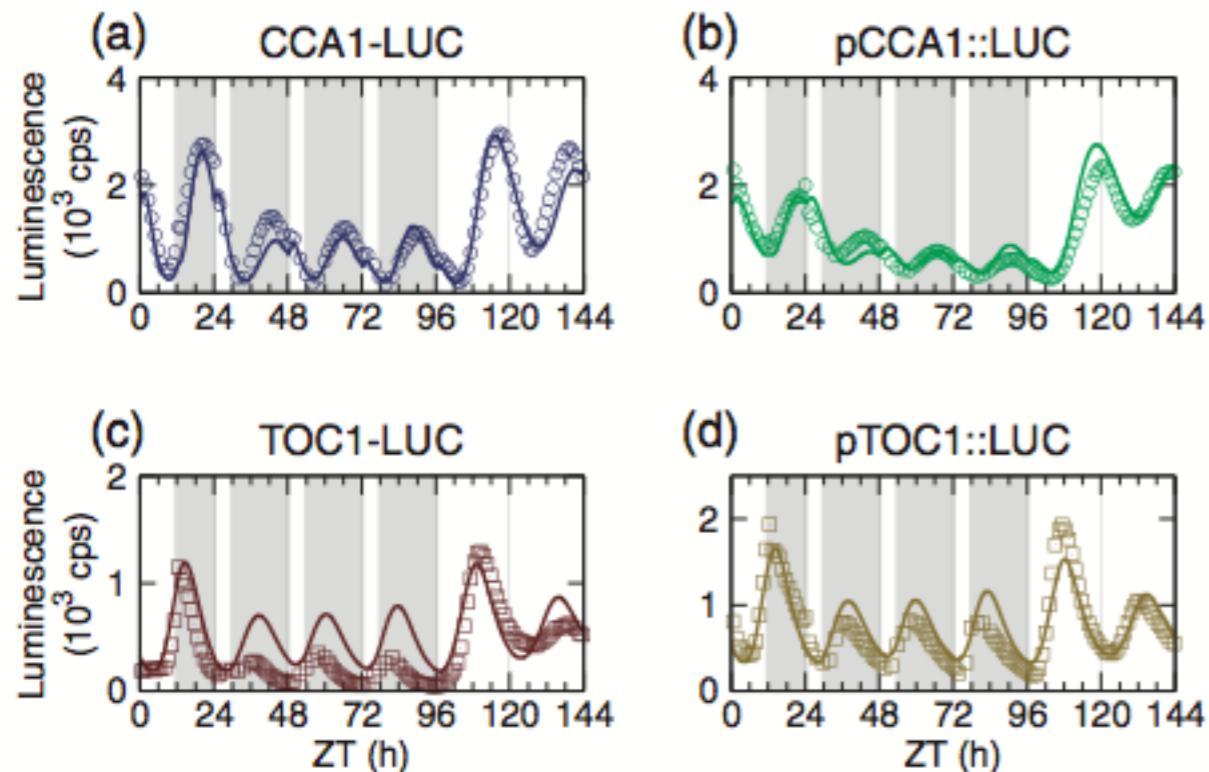 (a) CCA1-LUC
(b) pCCA1::LUC
Luminescence
(10³ cps)
4
2
0
0 24 48 72 96 120 144
4
2
0
0 24 48 72 96 120 144
(c) TOC1-LUC
(d) pTOC1::LUC
Luminescence
(10³ cps)
2
1
0
0 24 48 72 96 120 144
ZT (h)
2
1
0
0 24 48 72 96 120 144
ZT (h)